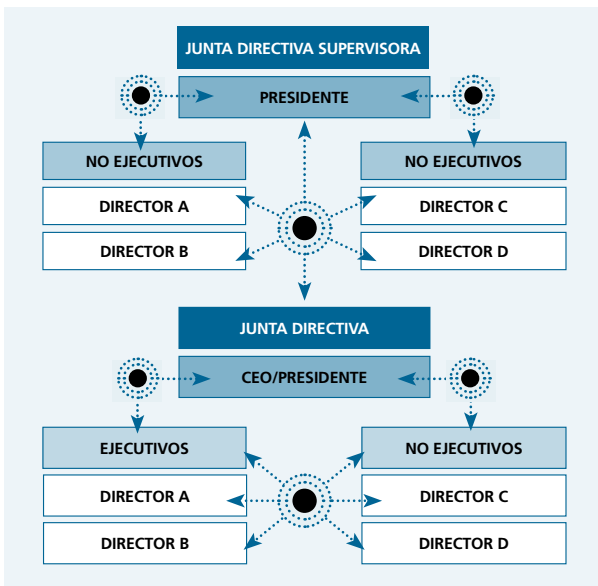 JUNTA DIRECTIVA SUPERVISORA
PRESIDENTE
NO EJECUTIVOS
NO EJECUTIVOS
DIRECTOR A
DIRECTOR C
DIRECTOR B
DIRECTOR D
JUNTA DIRECTIVA
CEO/PRESIDENTE
EJECUTIVOS
NO EJECUTIVOS
DIRECTOR A
DIRECTOR C
DIRECTOR B
DIRECTOR D